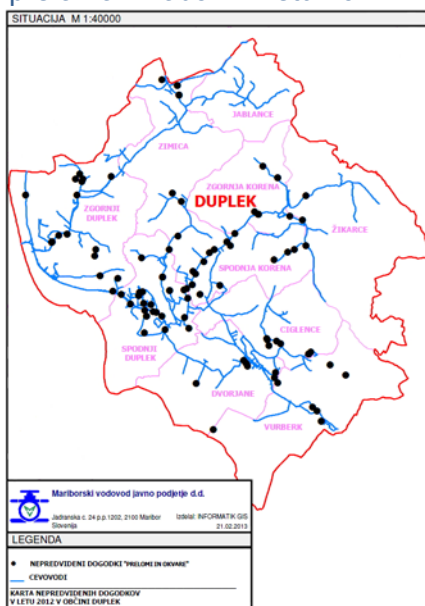 SITUACIJA M 1:40000
JABLANCE
ZIMICA
ZGORNJA KORENA
DUPLEK
ZGORNJI
DUPLEK
ŽIKARCE
SPODNJA KORENA
CIGLENCE
SPODNJI
DUPLEK
DVORJANE
VURBERK
Mariborski vodovod javno podjetje d.d.
Jadranska c. 24 p.p.1202, 2100 Maribor
Slovenija
Izdelal: INFORMATIK GIS
21.02.2013
LEGENDA
NEPREDVIDENI DOGODKI "PRELOMI IN OKVARE"
CEVOVODI
KARTA NEPREDVIDENIH DOGODKOV
V LETU 2012 V OBČINI DUPLEK